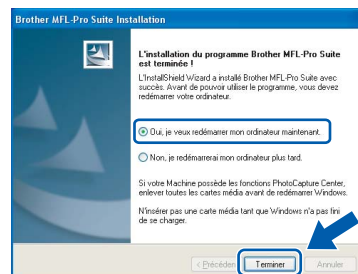 Brother MFL-Pro Suite Installation
L'installation du programme Brother MFL-Pro Suite
est terminée !
L'InstallShield Wizard a installé Brother MFL-Pro Suite avec
succès. Avant de pouvoir utiliser le programme, vous devez
redémarrer votre ordinateur.
Oui, je veux redémarrer mon ordinateur maintenant.
Non, je redémarrerai mon ordinateur plus tard.
Si votre Machine possède les fonctions PhotoCapture Center,
enlever toutes les cartes média avant de redémarrer Windows.
N'insérer pas une carte média tant que Windows n'a pas fini
de se charger.
< Précéden
Terminer
Annuler